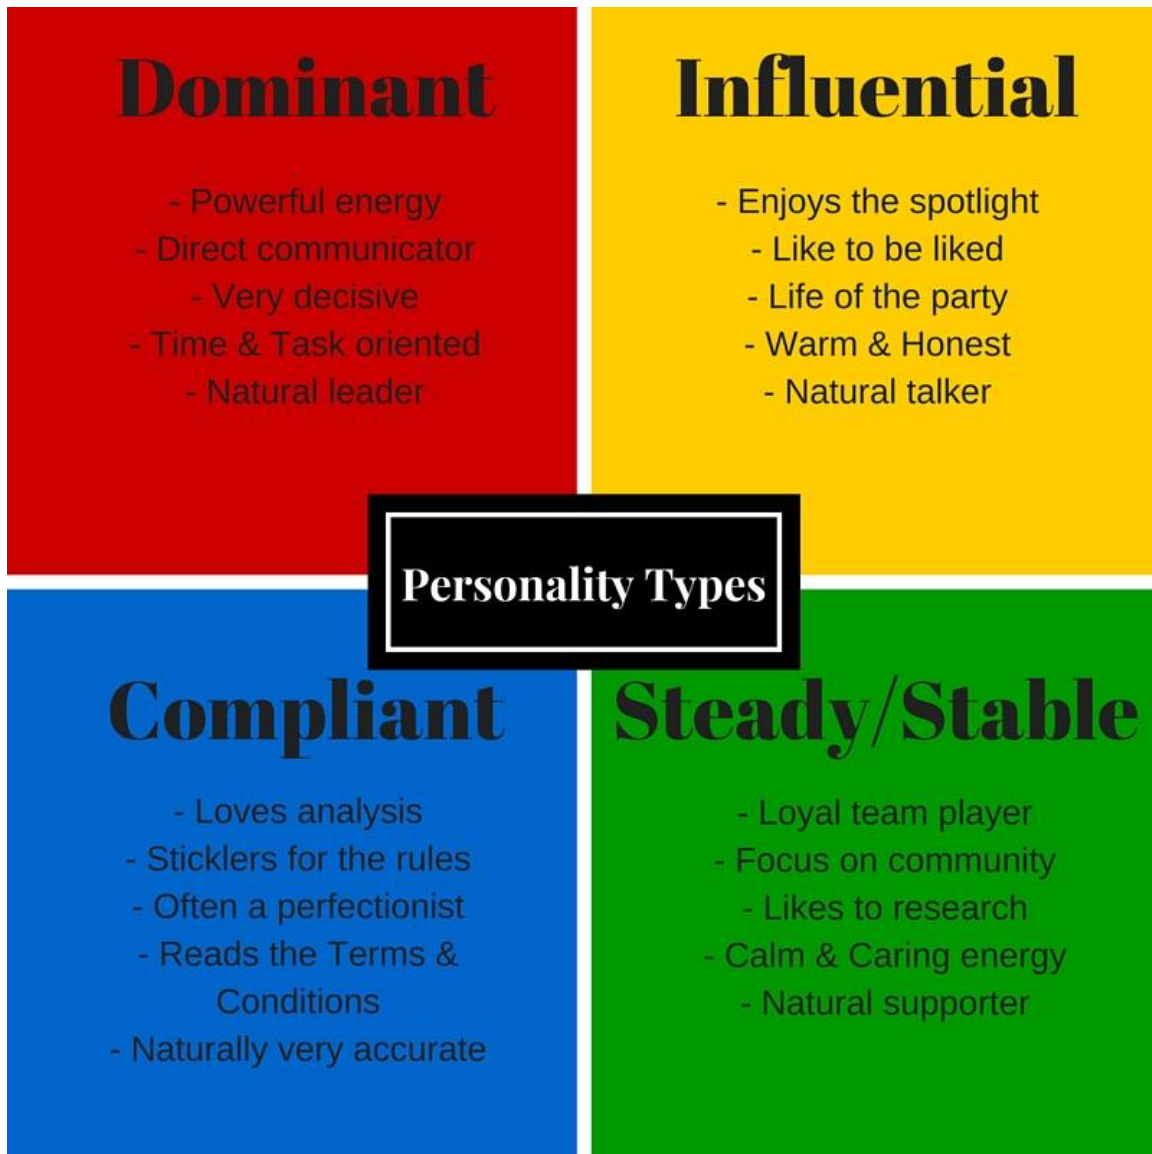 Dominant
- Powerful energy
- Direct communicator
- Very decisive
- Time & Task oriented
- Natural leader
Influential
- Enjoys the spotlight
- Like to be liked
- Life of the party
- Warm & Honest
- Natural talker
Personality Types
Compliant
- Loves analysis
- Sticklers for the rules
- Often a perfectionist
- Reads the Terms &
Conditions
- Naturally very accurate
Steady/Stable
- Loyal team player
- Focus on community
- Likes to research
- Calm & Caring energy
- Natural supporter